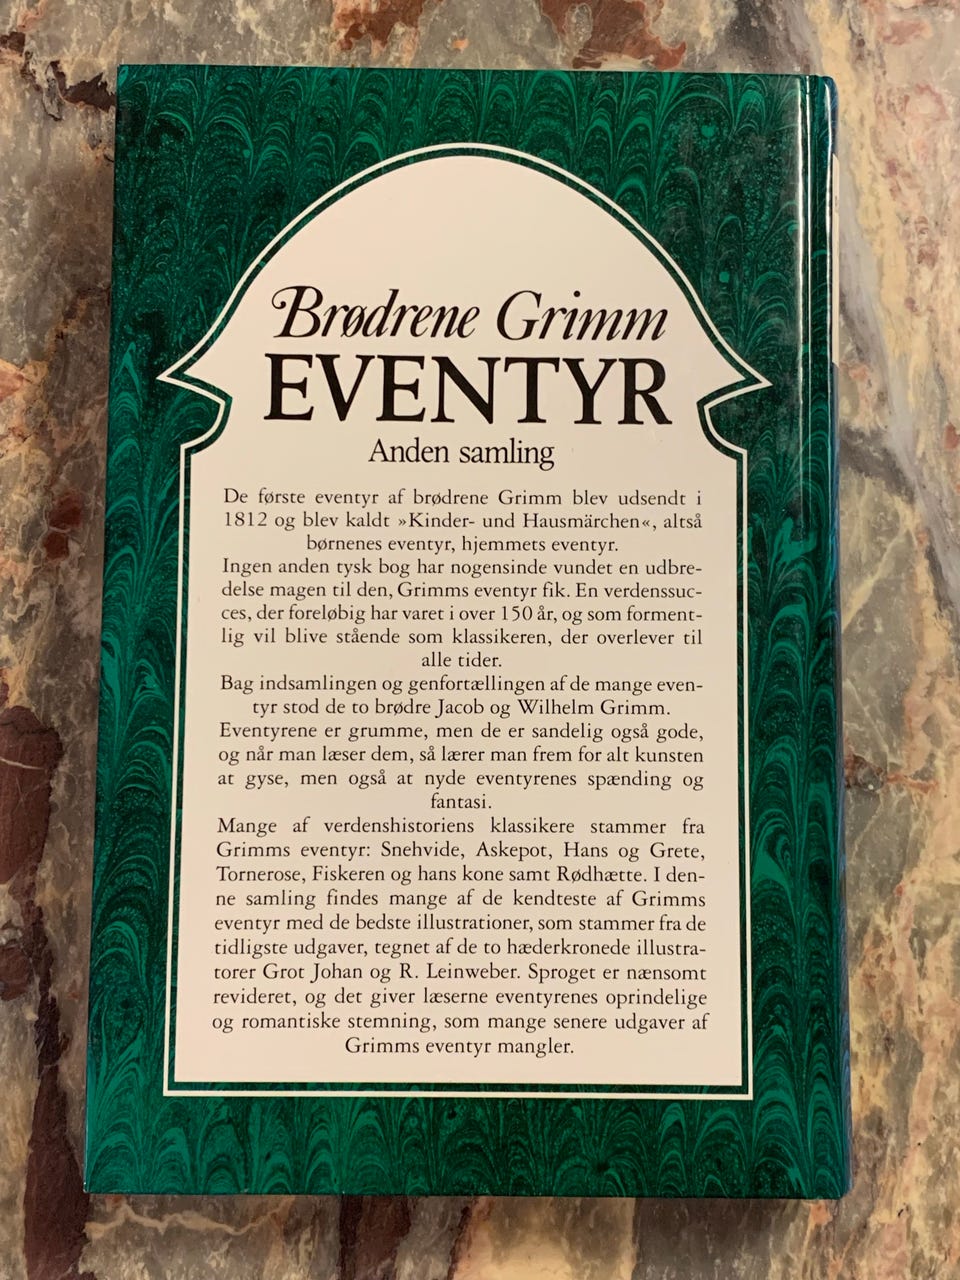 Brødrene Grimm
EVENTYR
Anden samling
De første eventyr af brødrene Grimm blev udsendt i
1812 og blev kaldt »Kinder- und Hausmärchen«, altså
børnenes eventyr, hjemmets eventyr.
Ingen anden tysk bog har nogensinde vundet en udbre-
delse magen til den, Grimms eventyr fik. En verdenssuc-
ces, der foreløbig har varet i over 150 år, og som forment-
lig vil blive stående som klassikeren, der overlever til
alle tider.
Bag indsamlingen og genfortællingen af de mange even-
tyr stod de to brødre Jacob og Wilhelm Grimm.
Eventyrene er grumme, men de er sandelig også gode,
og når man læser dem, så lærer man frem for alt kunsten
at gyse, men også at nyde eventyrenes spænding og
fantasi.
Mange af verdenshistoriens klassikere stammer fra
Grimms eventyr: Snehvide, Askepot, Hans og Grete,
Tornerose, Fiskeren og hans kone samt Rødhætte. I den-
ne samling findes mange af de kendteste af Grimms
eventyr med de bedste illustrationer, som stammer fra de
tidligste udgaver, tegnet af de to hæderkronede illustra-
torer Grot Johan og R. Leinweber. Sproget er nænsomt
revideret, og det giver læserne eventyrenes oprindelige
og romantiske stemning, som mange senere udgaver af
Grimms eventyr mangler.